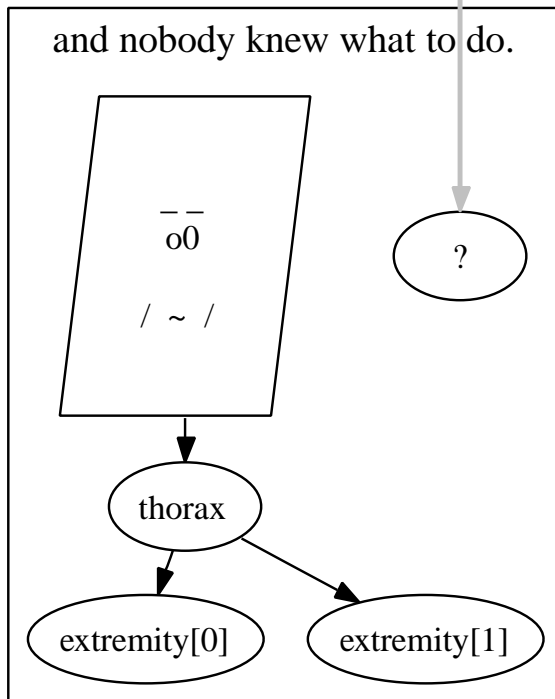 and nobody knew what to do.
_ _
o0
/ ~ /
?
thorax
extremity[0]
extremity[1]